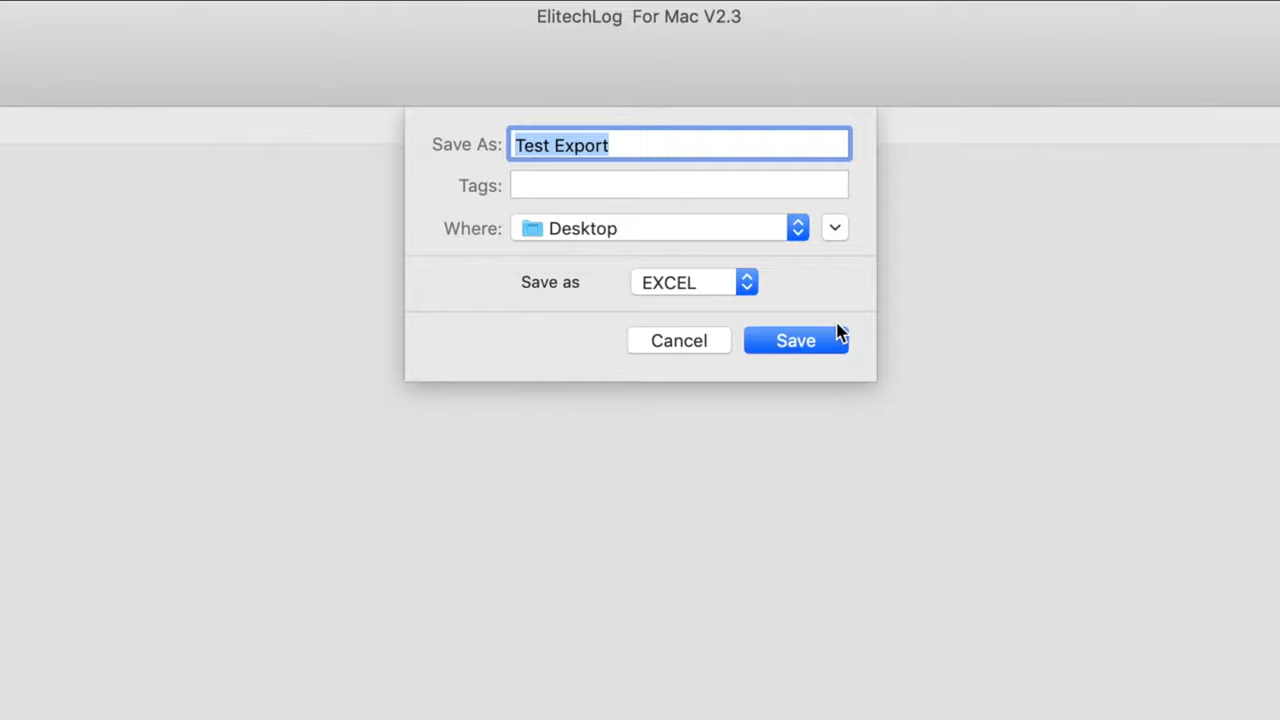 ElitechLog For Mac V2.3
Save As: Test Export
Tags:
Where: Desktop
Save as EXCEL
Cancel Save